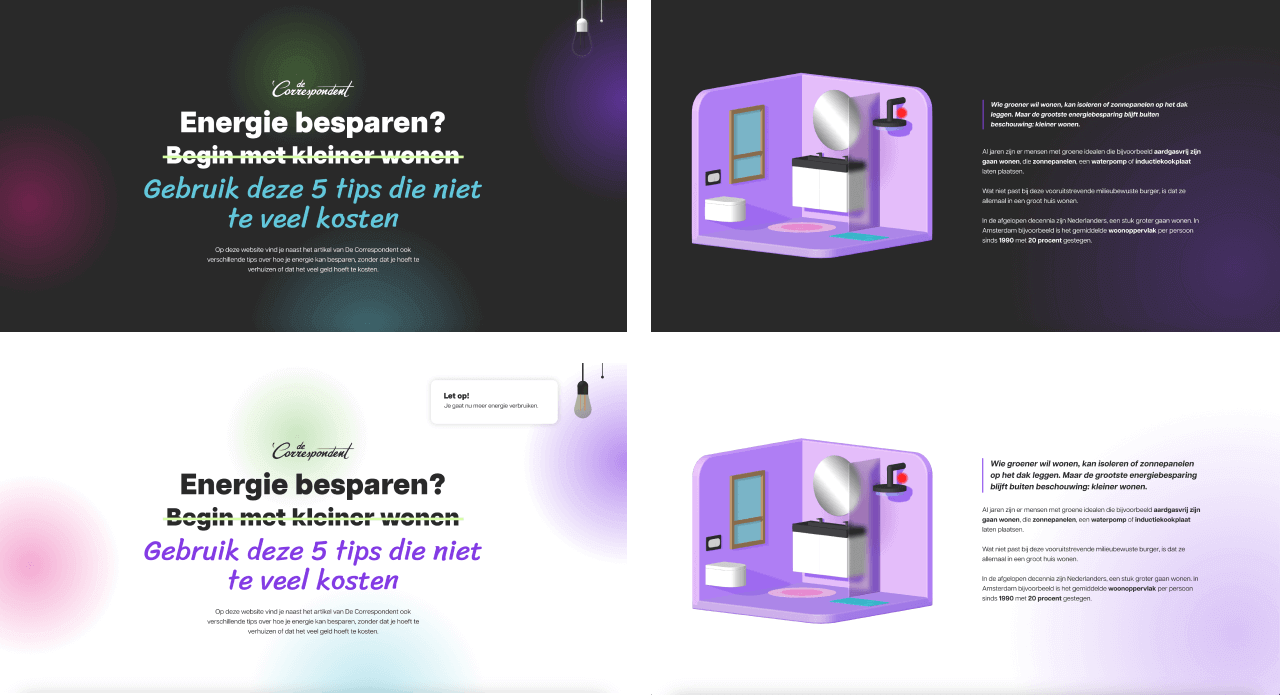 de
Correspondent
Energie besparen?
Begin met kleiner wonen
Gebruik deze 5 tips die niet
te veel kosten
Op deze website vind je naast het artikel van De Correspondent ook
verschillende tips over hoe je energie kan besparen, zonder dat je hoeft te
verhuizen of dat het veel geld hoeft te kosten.
Wie groener wil wonen, kan isoleren of zonnepanelen op het dak
leggen. Maar de grootste energiebesparing blijft buiten
beschouwing: kleiner wonen.
Al jaren zijn er mensen met groene idealen die bijvoorbeeld aardgasvrij zijn
gaan wonen, die zonnepanelen, een waterpomp of inductiekookplaat
laten plaatsen.
Wat niet past bij deze vooruitstrevende milieubewuste burger, is dat ze
allemaal in een groot huis wonen.
In de afgelopen decennia zijn Nederlanders, een stuk groter gaan wonen. In
Amsterdam bijvoorbeeld is het gemiddelde woonoppervlak per persoon
sinds 1990 met 20 procent gestegen.
Let op!
Je gaat nu meer energie verbruiken.
de
Correspondent
Energie besparen?
Begin met kleiner wonen
Gebruik deze 5 tips die niet
te veel kosten
Op deze website vind je naast het artikel van De Correspondent ook
verschillende tips over hoe je energie kan besparen, zonder dat je hoeft te
verhuizen of dat het veel geld hoeft te kosten.
Wie groener wil wonen, kan isoleren of zonnepanelen
op het dak leggen. Maar de grootste energiebesparing
blijft buiten beschouwing: kleiner wonen.
Al jaren zijn er mensen met groene idealen die bijvoorbeeld aardgasvrij zijn
gaan wonen, die zonnepanelen, een waterpomp of inductiekookplaat
laten plaatsen.
Wat niet past bij deze vooruitstrevende milieubewuste burger, is dat ze
allemaal in een groot huis wonen.
In de afgelopen decennia zijn Nederlanders, een stuk groter gaan wonen. In
Amsterdam bijvoorbeeld is het gemiddelde woonoppervlak per persoon
sinds 1990 met 20 procent gestegen.